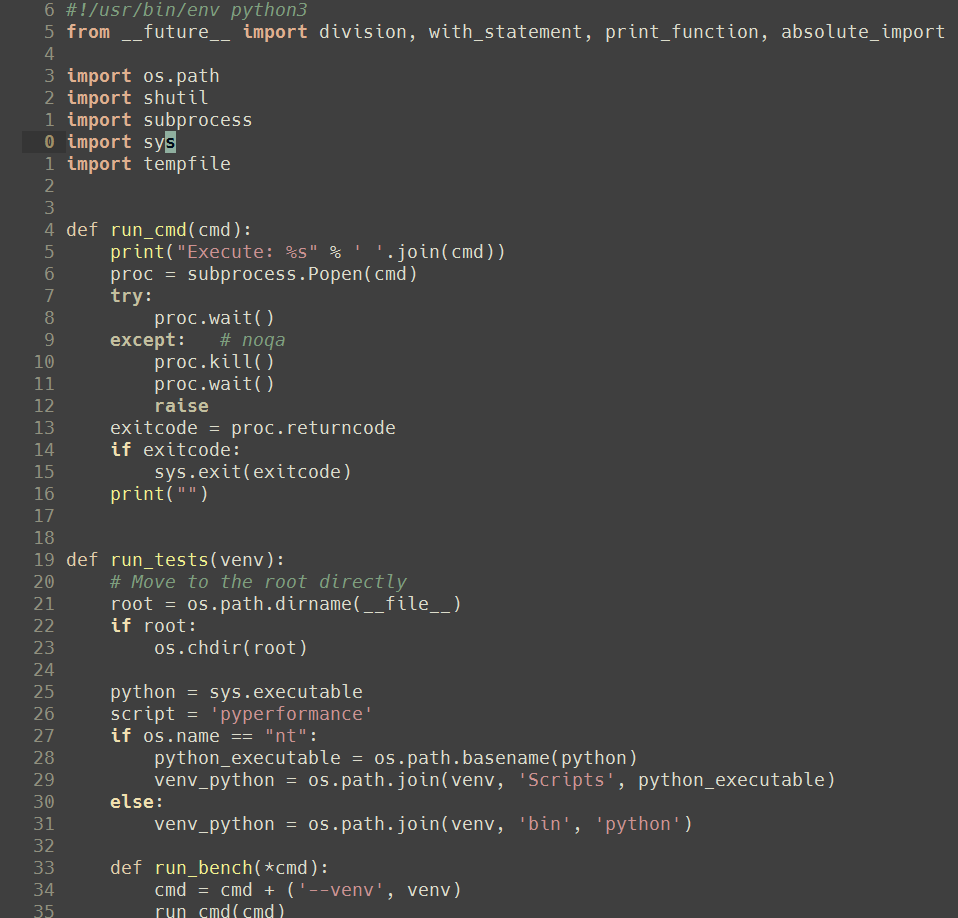 6 #!/usr/bin/env python3
5 from __future__ import division, with_statement, print_function, absolute_import
4
3 import os.path
2 import shutil
1 import subprocess
0 import sys
1 import tempfile
2
3
4 def run_cmd(cmd):
5     print("Execute: %s" % ' '.join(cmd))
6     proc = subprocess.Popen(cmd)
7     try:
8         proc.wait()
9     except:   # noqa
10         proc.kill()
11         proc.wait()
12         raise
13     exitcode = proc.returncode
14     if exitcode:
15         sys.exit(exitcode)
16     print("")
17
18
19 def run_tests(venv):
20     # Move to the root directly
21     root = os.path.dirname(__file__)
22     if root:
23         os.chdir(root)
24
25     python = sys.executable
26     script = 'pyperformance'
27     if os.name == "nt":
28         python_executable = os.path.basename(python)
29         venv_python = os.path.join(venv, 'Scripts', python_executable)
30     else:
31         venv_python = os.path.join(venv, 'bin', 'python')
32
33     def run_bench(*cmd):
34         cmd = cmd + ('--venv', venv)
35         run_cmd(cmd)